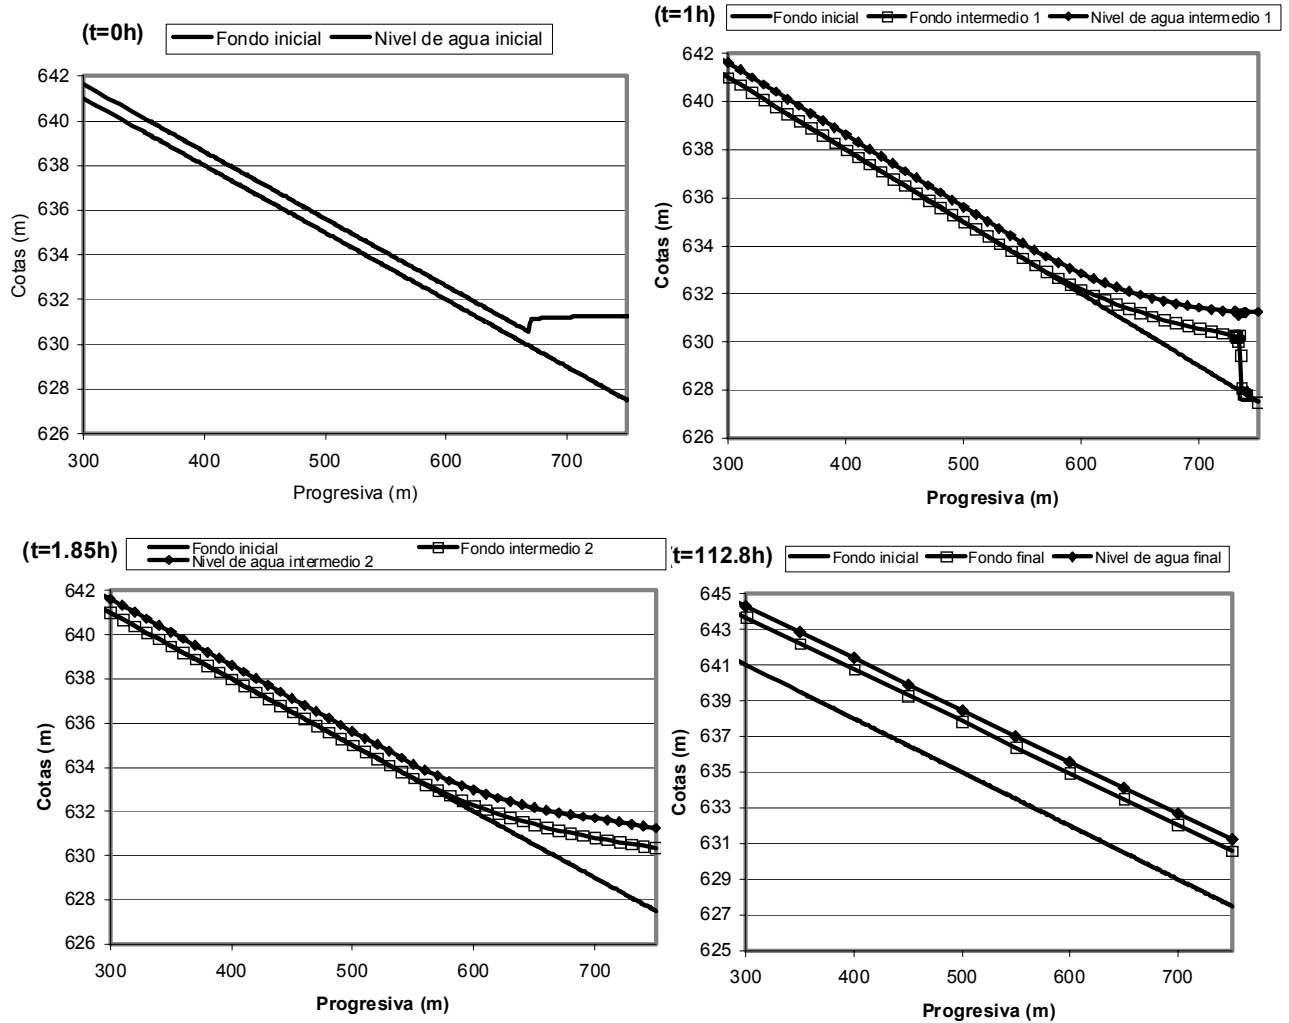 (t=0h)
Fondo inicial Nivel de agua inicial
642
640
638
636
634
632
630
628
626
300 400 500 600 700
Cotas (m)
Progresiva (m)
(t=1h)
Fondo inicial Fondo intermedio 1 Nivel de agua intermedio 1
642
640
638
636
634
632
630
628
626
300 400 500 600 700
Cotas (m)
Progresiva (m)
(t=1.85h)
Fondo inicial Fondo intermedio 2
Nivel de agua intermedio 2
642
640
638
636
634
632
630
628
626
300 400 500 600 700
Cotas (m)
Progresiva (m)
(t=112.8h)
Fondo inicial Fondo final Nivel de agua final
645
643
641
639
637
635
633
631
629
627
625
300 400 500 600 700
Cotas (m)
Progresiva (m)